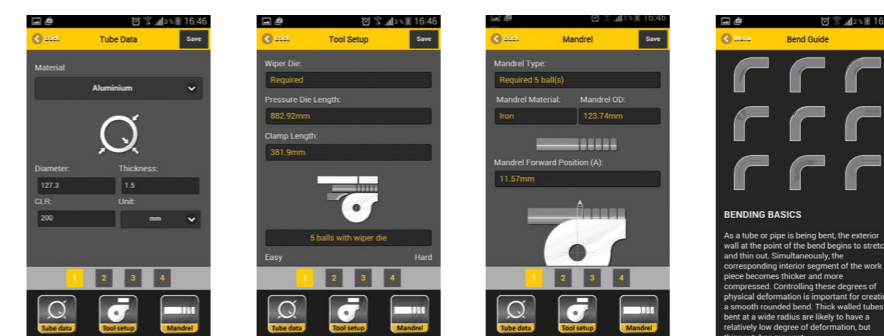 16:46
BACK
Tube Data
Save
Material:
Aluminium
Diameter:
Thickness:
127.3
1.5
CLR:
Unit:
200
mm
1
2
3
4
Tube data
Tool setup
Mandrel
16:46
BACK
Tool Setup
Save
Wiper Die:
Required
Pressure Die Length:
882.92mm
Clamp Length:
381.9mm
5 balls with wiper die
Easy
Hard
1
2
3
4
Tube data
Tool setup
Mandrel
16:46
BACK
Mandrel
Save
Mandrel Type:
Required 5 ball(s)
Mandrel Material:
Mandrel OD:
Iron
123.74mm
Mandrel Forward Position (A):
11.57mm
A
1
2
3
4
Tube data
Tool setup
Mandrel
Bend Guide
BENDING BASICS
As a tube or pipe is being bent, the exterior
wall at the point of the bend begins to stretc
and thin out. Simultaneously, the
corresponding interior segment of the work
piece becomes thicker and more
compressed. Controlling these degrees of
physical deformation is important for creatin
a smooth rounded bend. Thick walled tubes
bent at a wide radius are likely to have a
relatively low degree of deformation, but